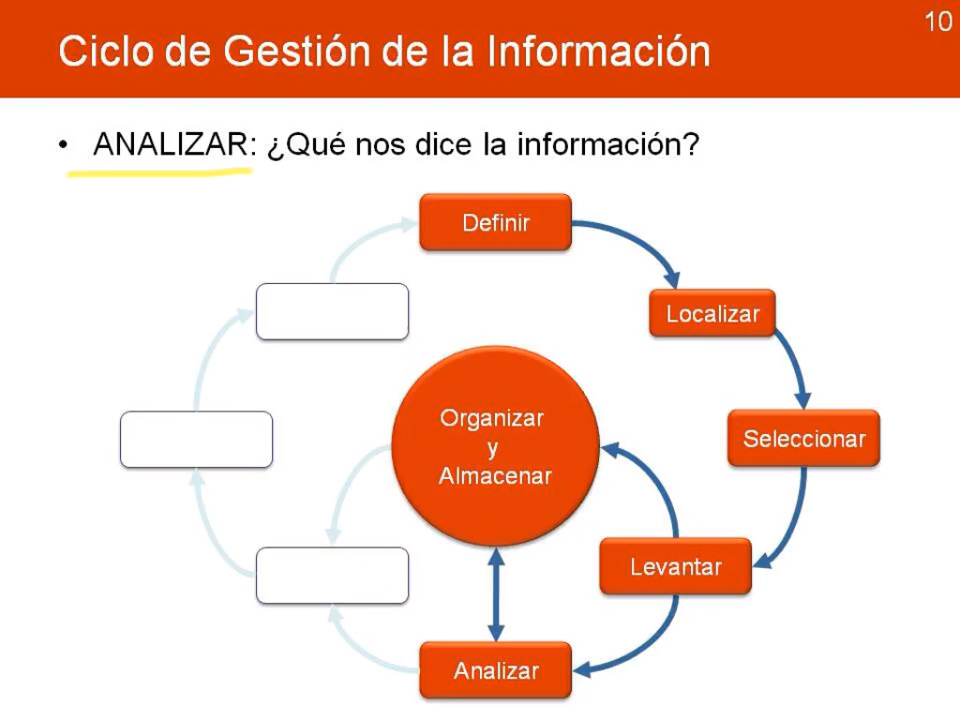 10
Ciclo de Gestión de la Información
• ANALIZAR: ¿Qué nos dice la información?
Definir
Localizar
Seleccionar
Organizar
y
Almacenar
Levantar
Analizar